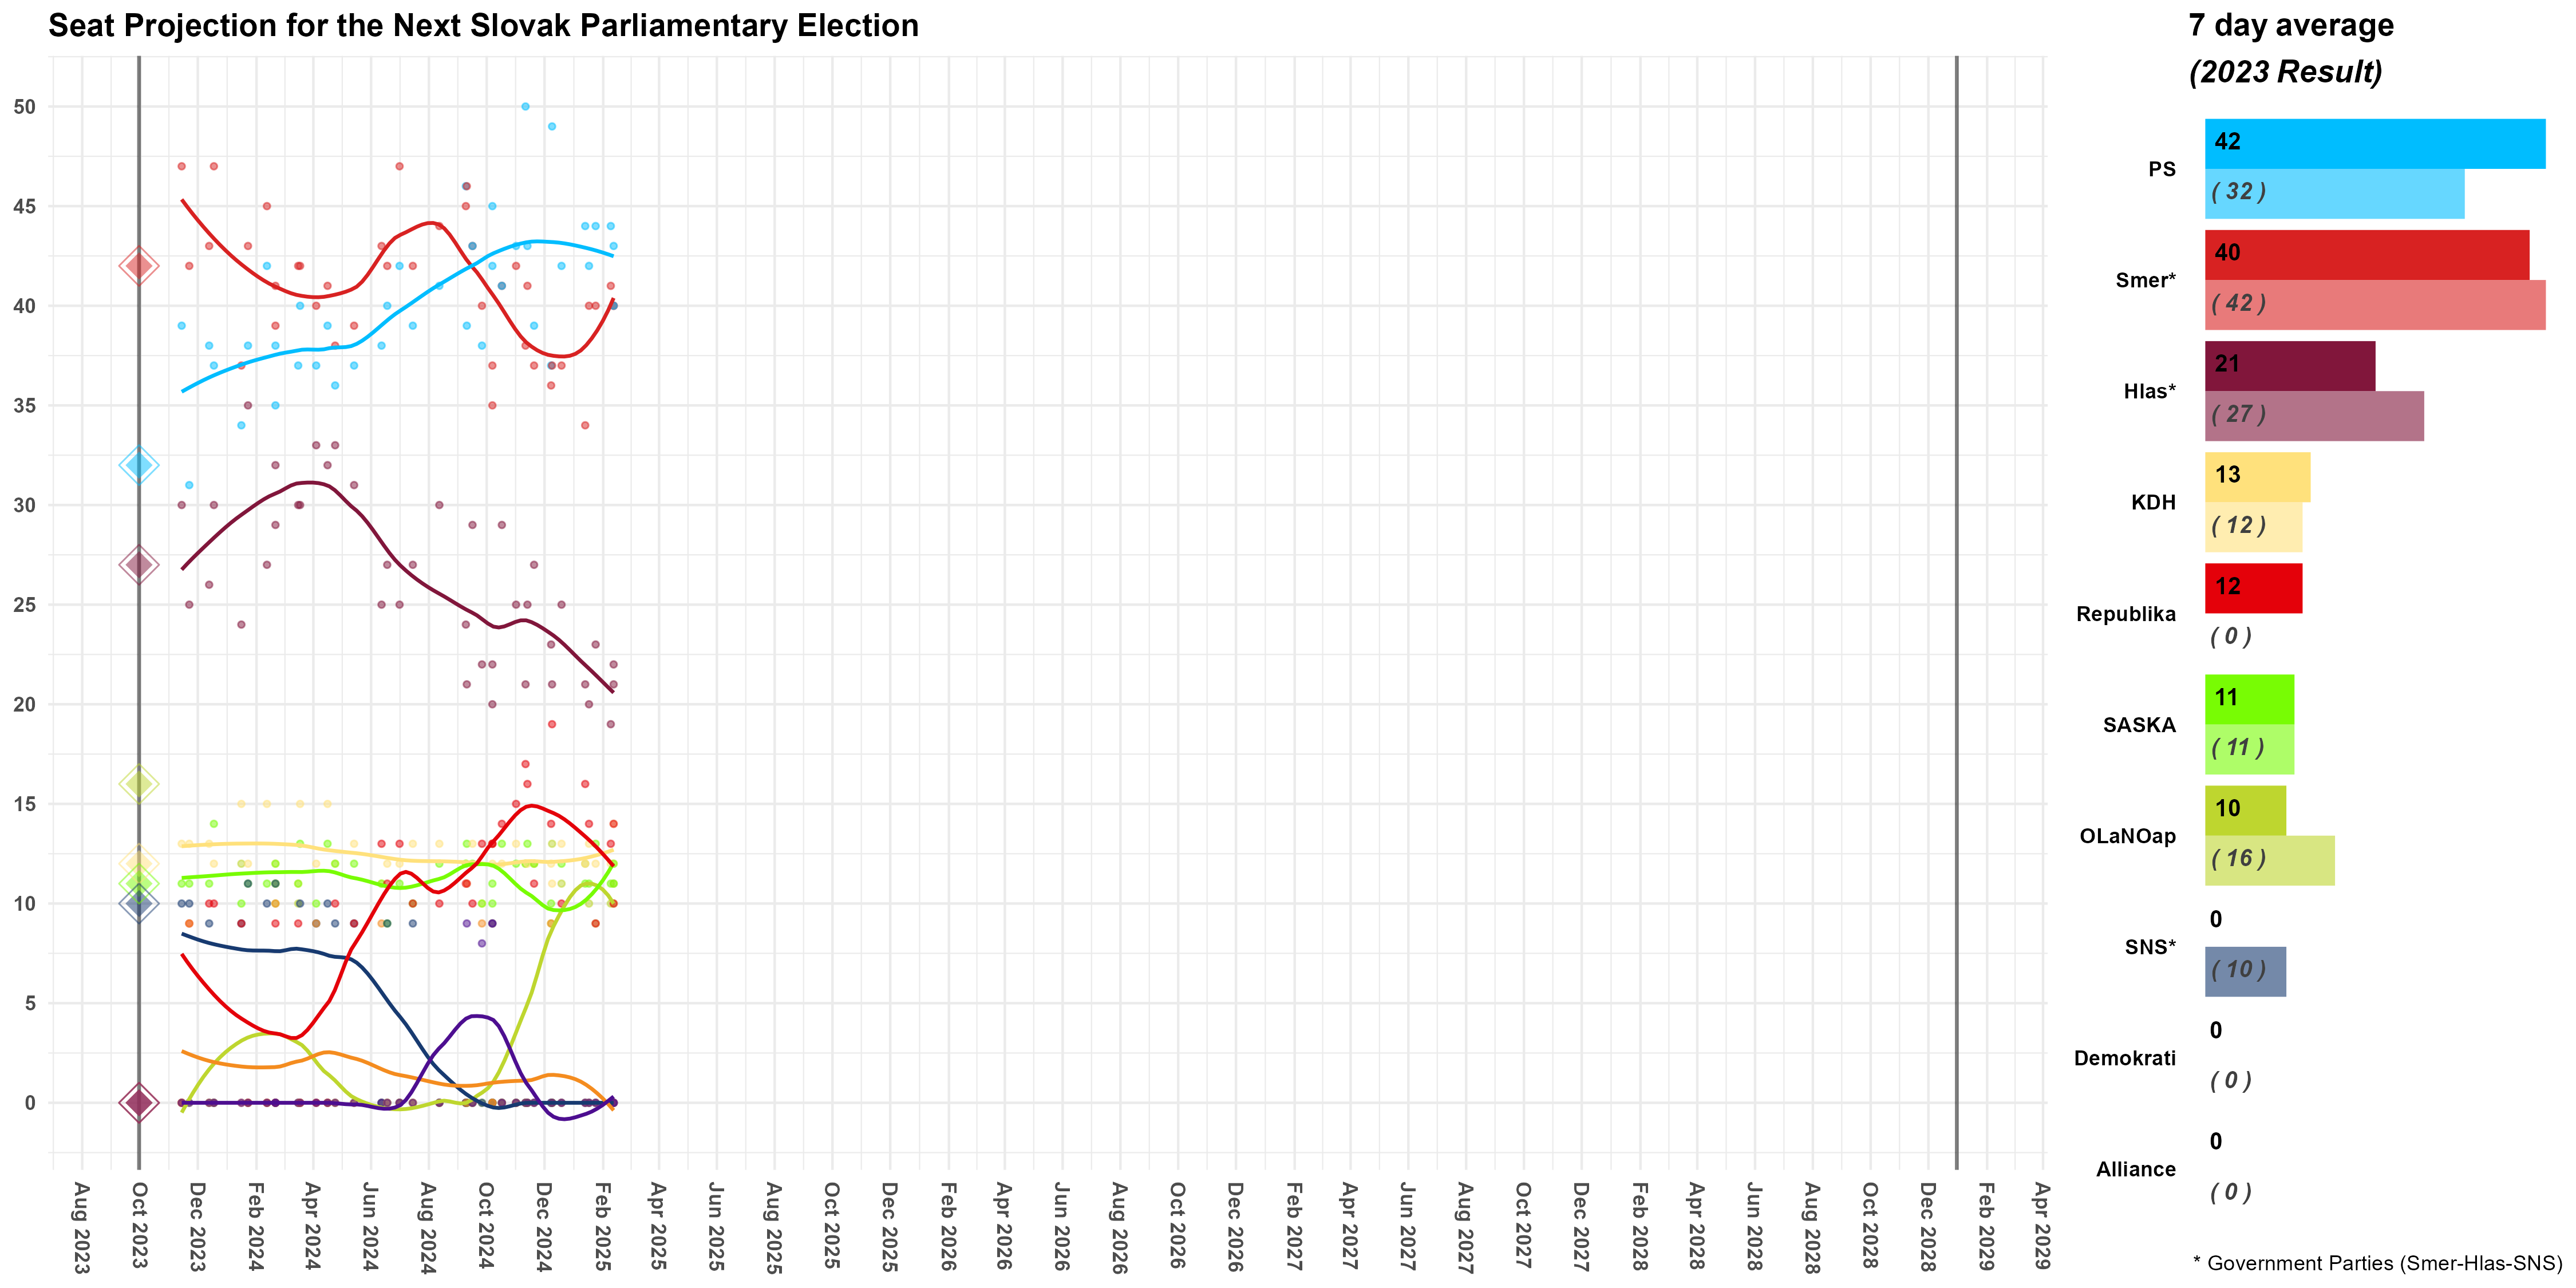 Seat Projection for the Next Slovak Parliamentary Election
7 day average
(2023 Result)
50
45
40
35
30
25
20
15
10
5
0
Aug 2023
Oct 2023
Dec 2023
Feb 2024
Apr 2024
Jun 2024
Aug 2024
Oct 2024
Dec 2024
Feb 2025
Apr 2025
Jun 2025
Aug 2025
Oct 2025
Dec 2025
Feb 2026
Apr 2026
Jun 2026
Aug 2026
Oct 2026
Dec 2026
Feb 2027
Apr 2027
Jun 2027
Aug 2027
Oct 2027
Dec 2027
Feb 2028
Apr 2028
Jun 2028
Aug 2028
Oct 2028
Dec 2028
Feb 2029
Apr 2029
PS
42
( 32 )
Smer*
40
( 42 )
Hlas*
21
( 27 )
KDH
13
( 12 )
Republika
12
( 0 )
SASKA
11
( 11 )
OLaNOap
10
( 16 )
SNS*
0
( 10 )
Demokrati
0
( 0 )
Alliance
0
( 0 )
* Government Parties (Smer-Hlas-SNS)